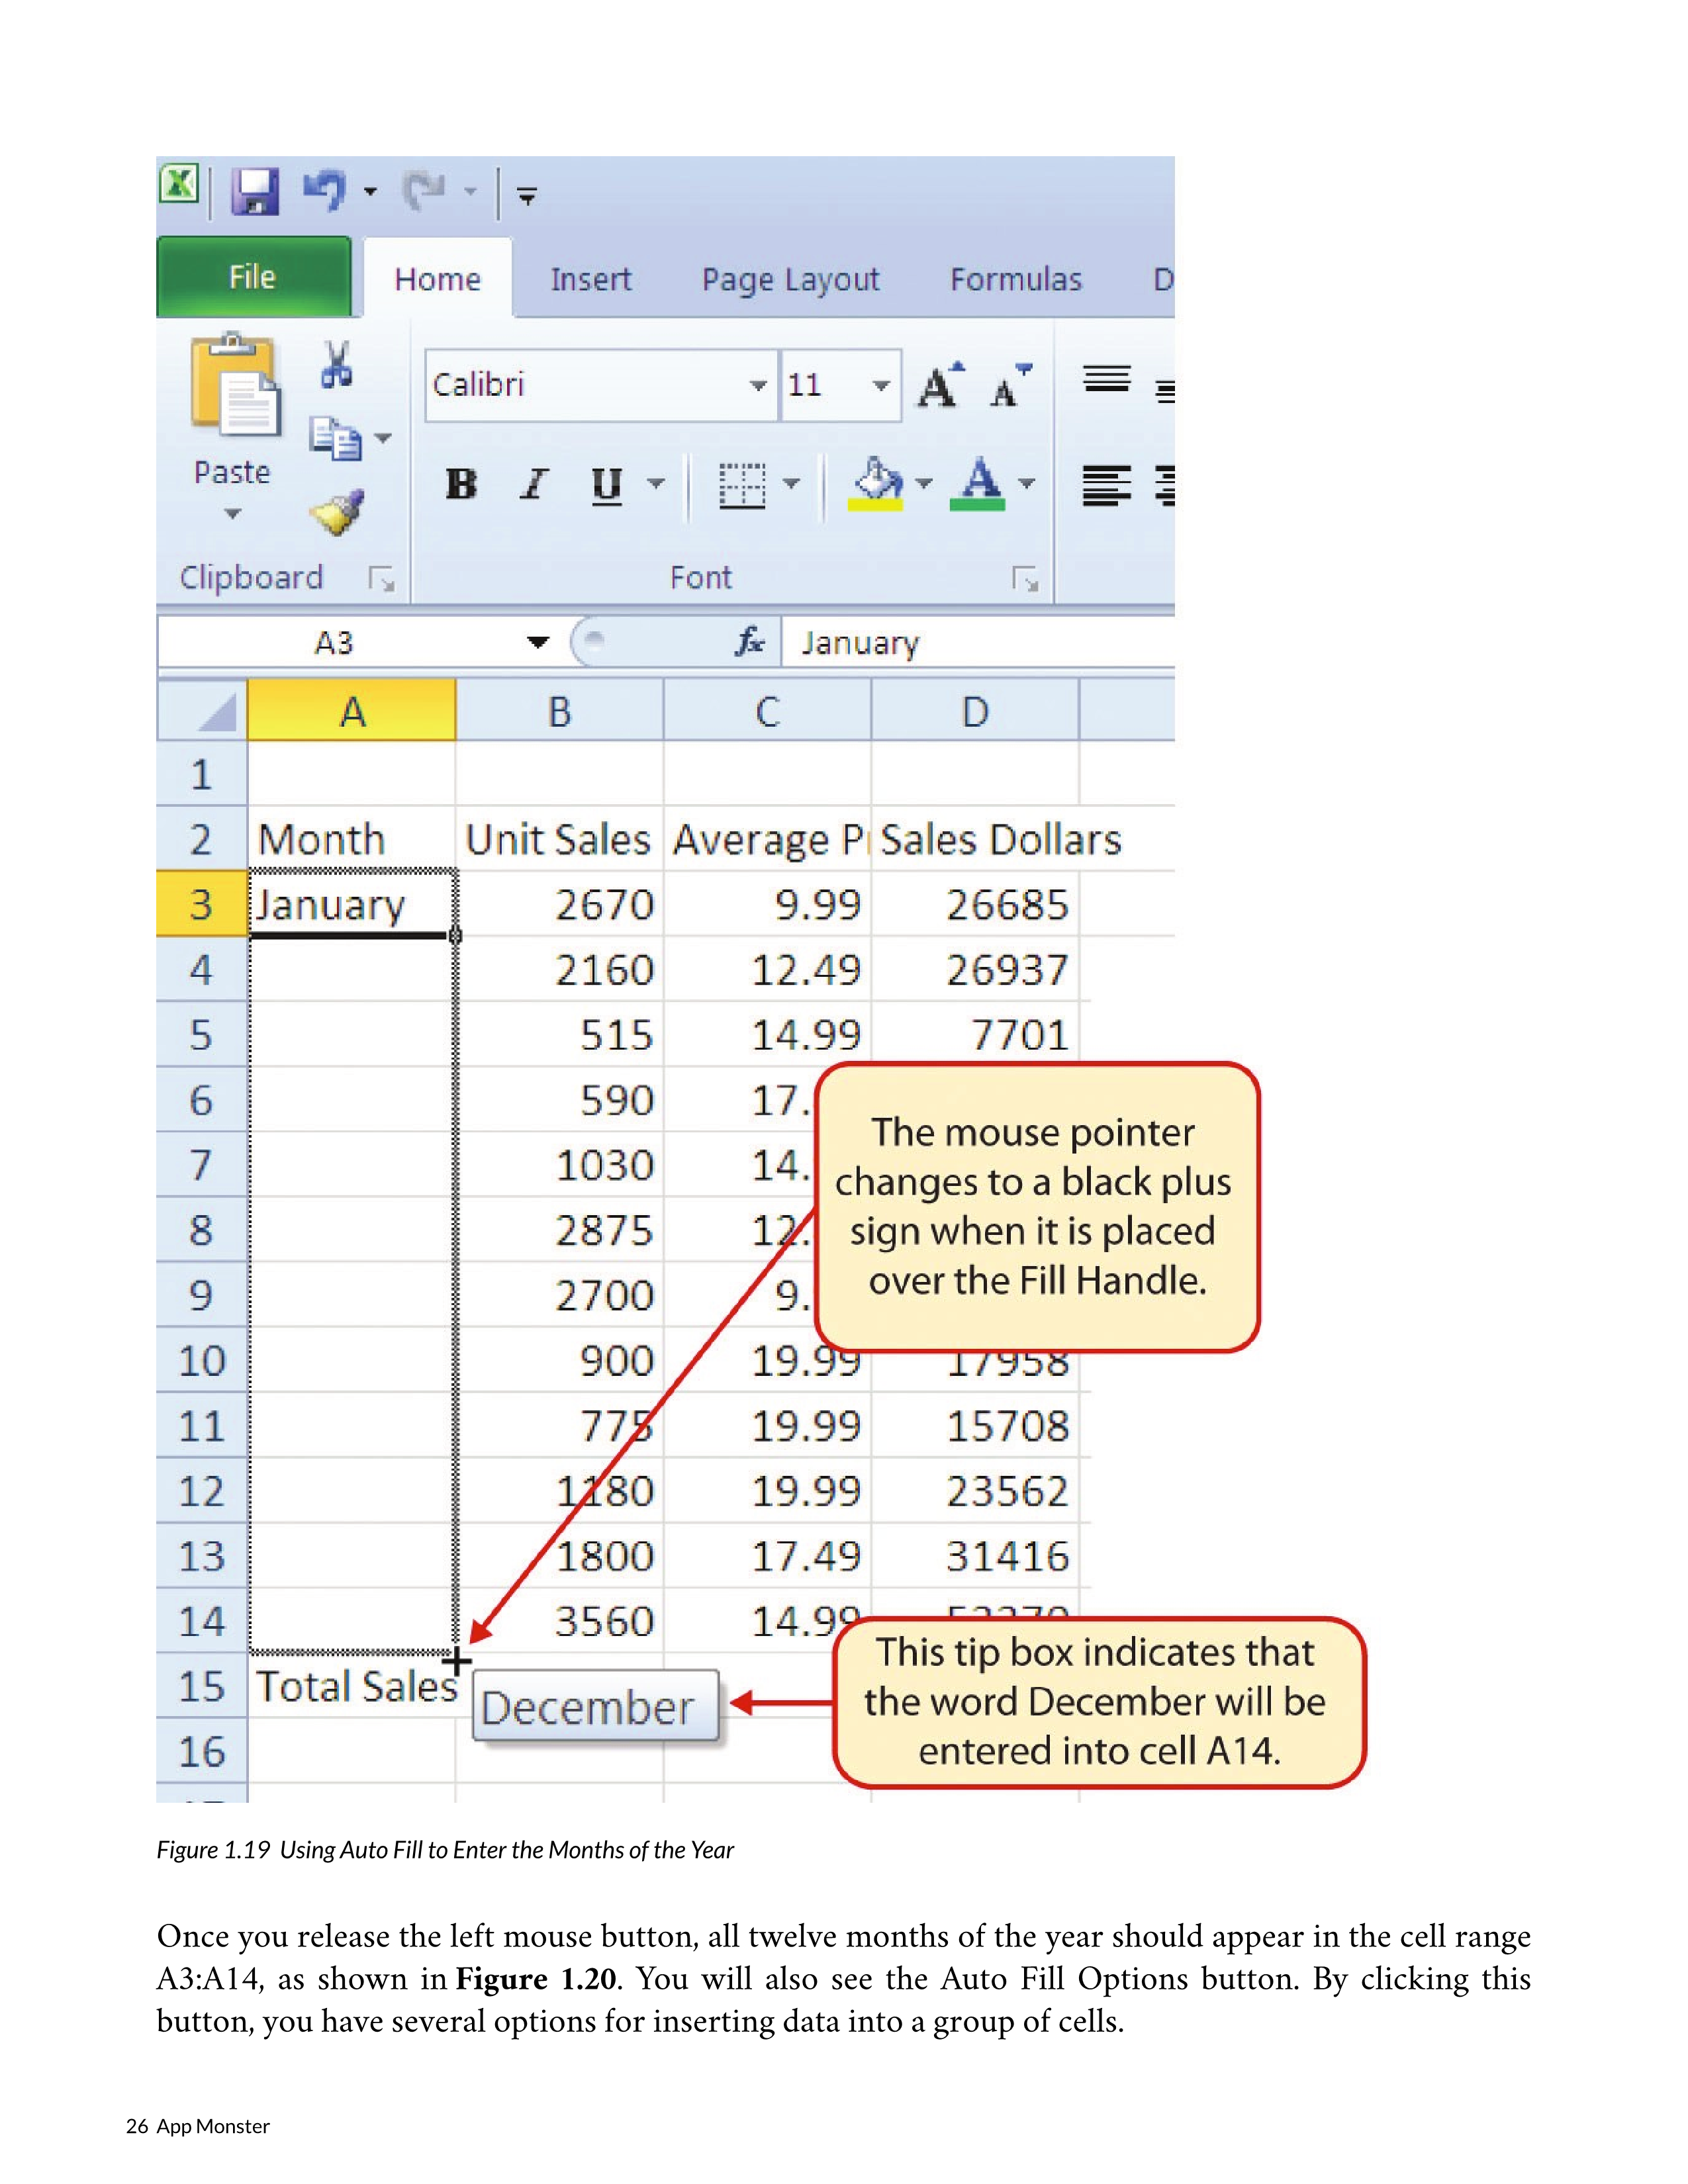 File Home Insert Page Layout Formulas D
Calibri 11 A A
Paste B I U A
Clipboard Font
A3 fx January
A B C D
1
2 Month Unit Sales Average P Sales Dollars
3 January 2670 9.99 26685
4 2160 12.49 26937
5 515 14.99 7701
6 590 17.
7 1030 14.
8 2875 12.
9 2700 9.
10 900 19.99 17958
11 775 19.99 15708
12 1180 19.99 23562
13 1800 17.49 31416
14 3560 14.99
15 Total Sales
16
The mouse pointer
changes to a black plus
sign when it is placed
over the Fill Handle.
December
This tip box indicates that
the word December will be
entered into cell A14.
Figure 1.19 Using Auto Fill to Enter the Months of the Year
Once you release the left mouse button, all twelve months of the year should appear in the cell range
A3:A14, as shown in Figure 1.20. You will also see the Auto Fill Options button. By clicking this
button, you have several options for inserting data into a group of cells.
26 App Monster